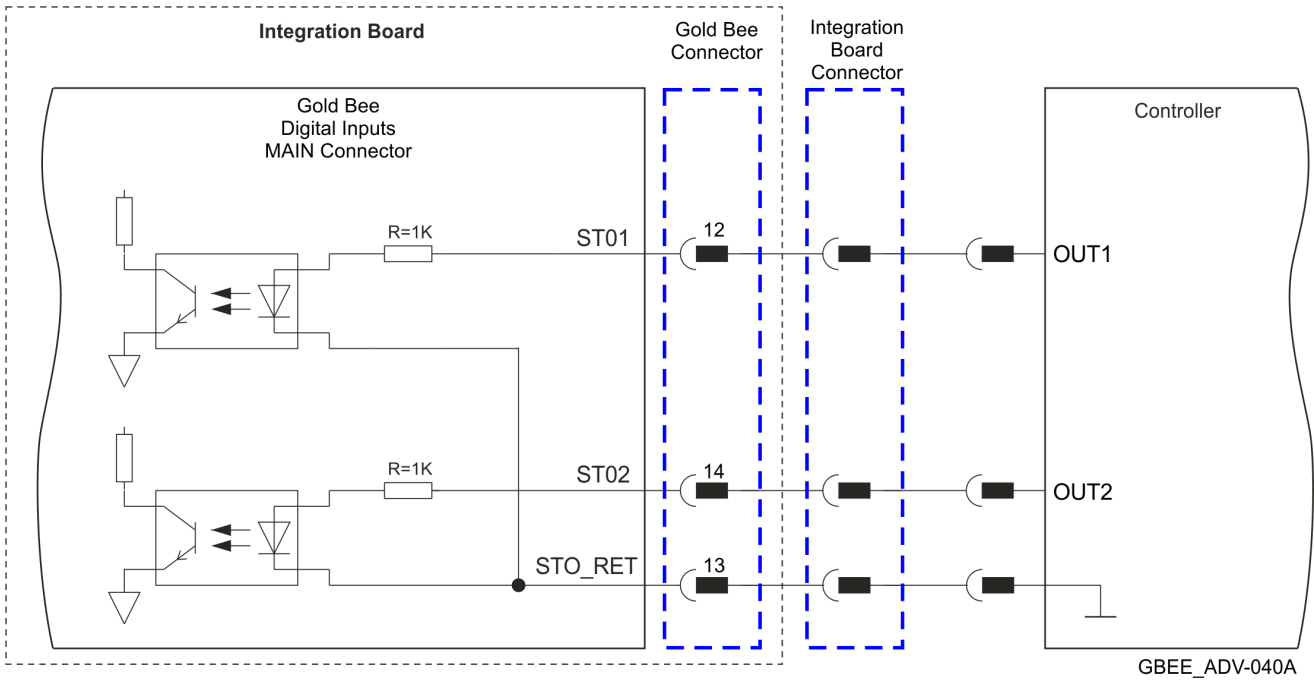 Integration Board
Gold Bee
Connector
Integration
Board
Connector
Gold Bee
Digital Inputs
MAIN Connector
Controller
R=1K
ST01
12
OUT1
R=1K
ST02
14
OUT2
STO_RET
13
GBEE_ADV-040A